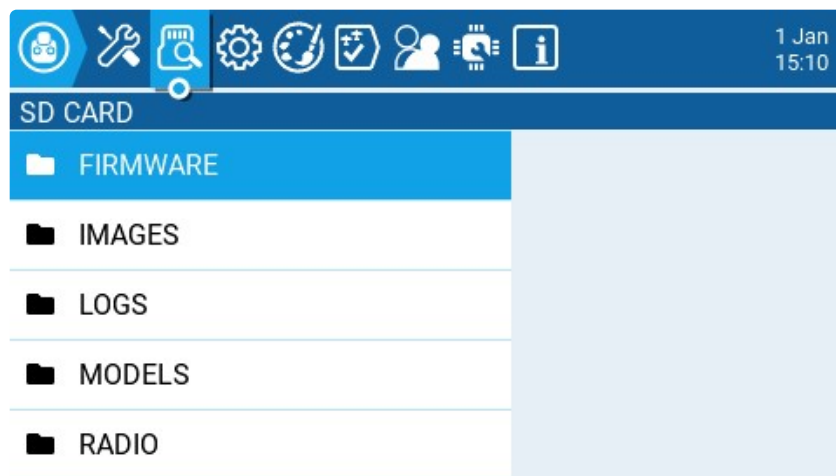 1 Jan
15:10
SD CARD
FIRMWARE
IMAGES
LOGS
MODELS
RADIO